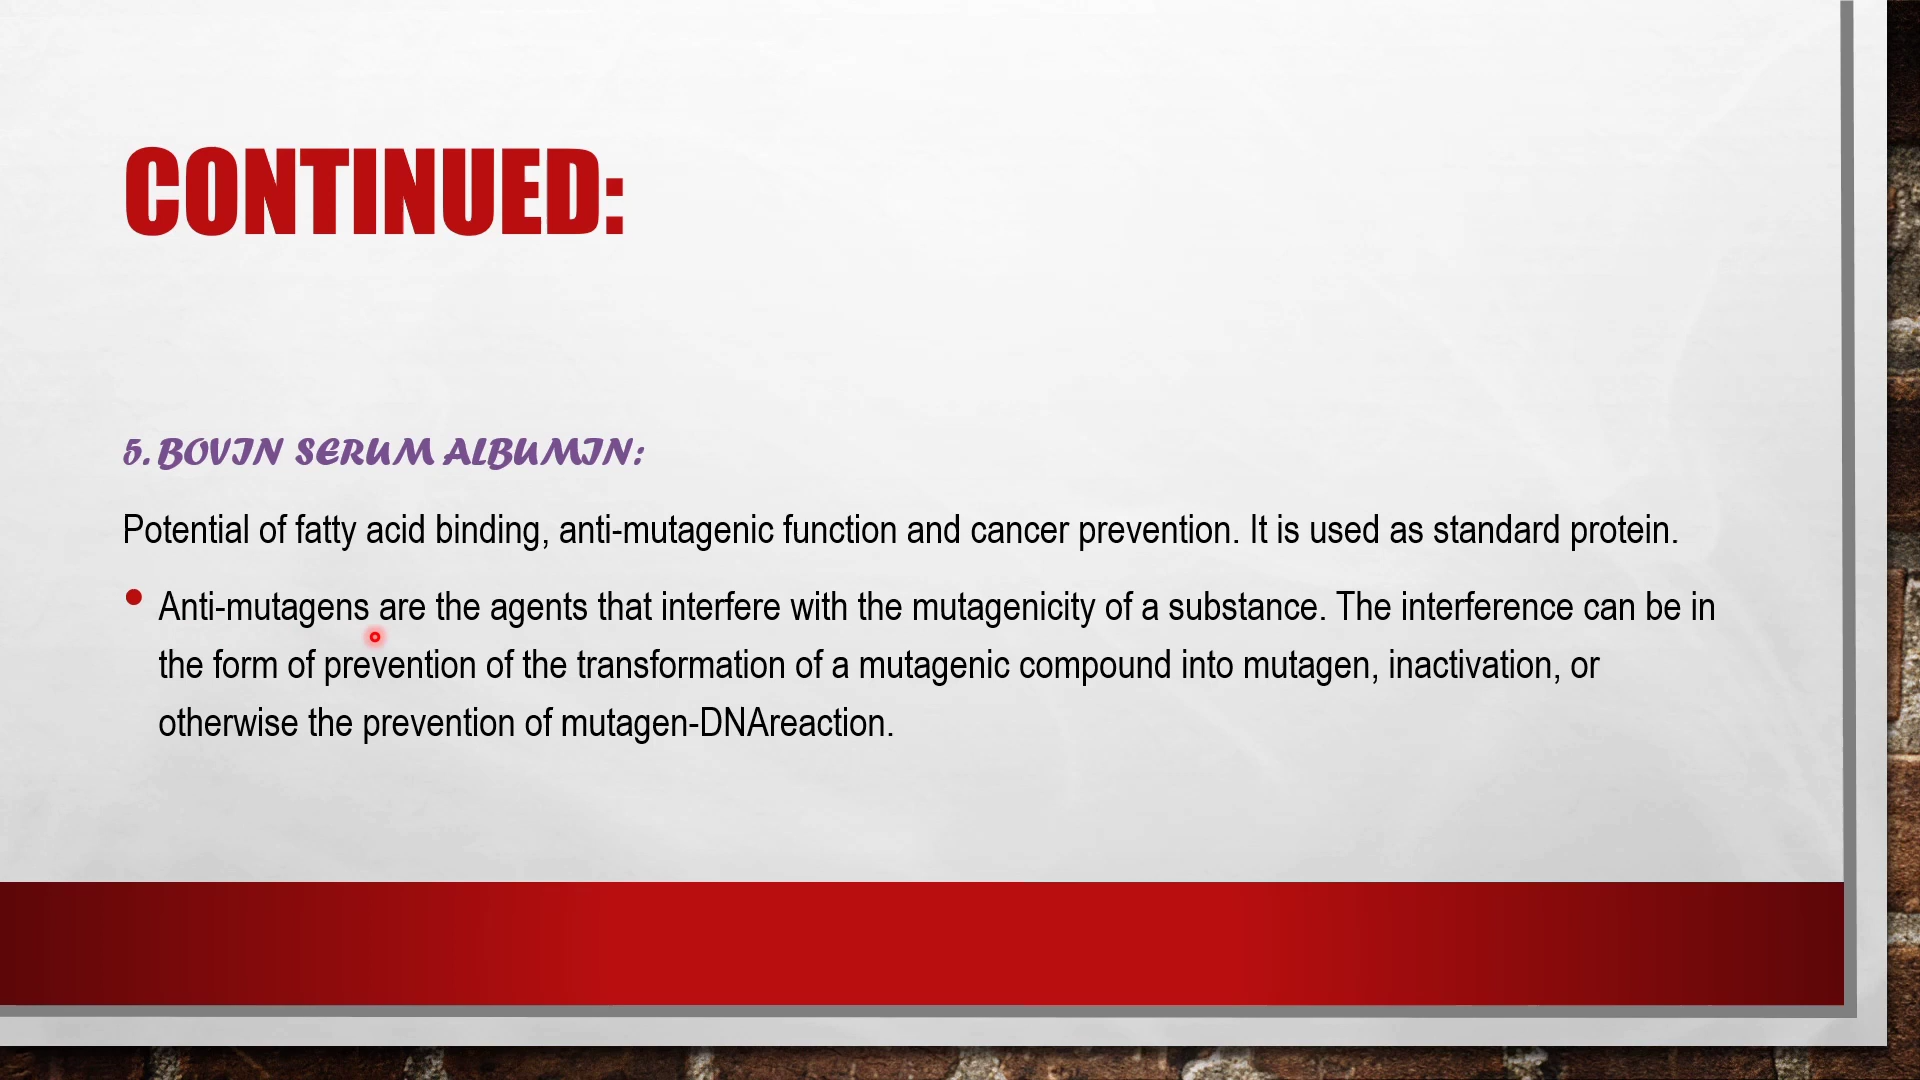 CONTINUED:
5. BOVIN SERUM ALBUMIN:
Potential of fatty acid binding, anti-mutagenic function and cancer prevention. It is used as standard protein.
• Anti-mutagens are the agents that interfere with the mutagenicity of a substance. The interference can be in
the form of prevention of the transformation of a mutagenic compound into mutagen, inactivation, or
otherwise the prevention of mutagen-DNAreaction.